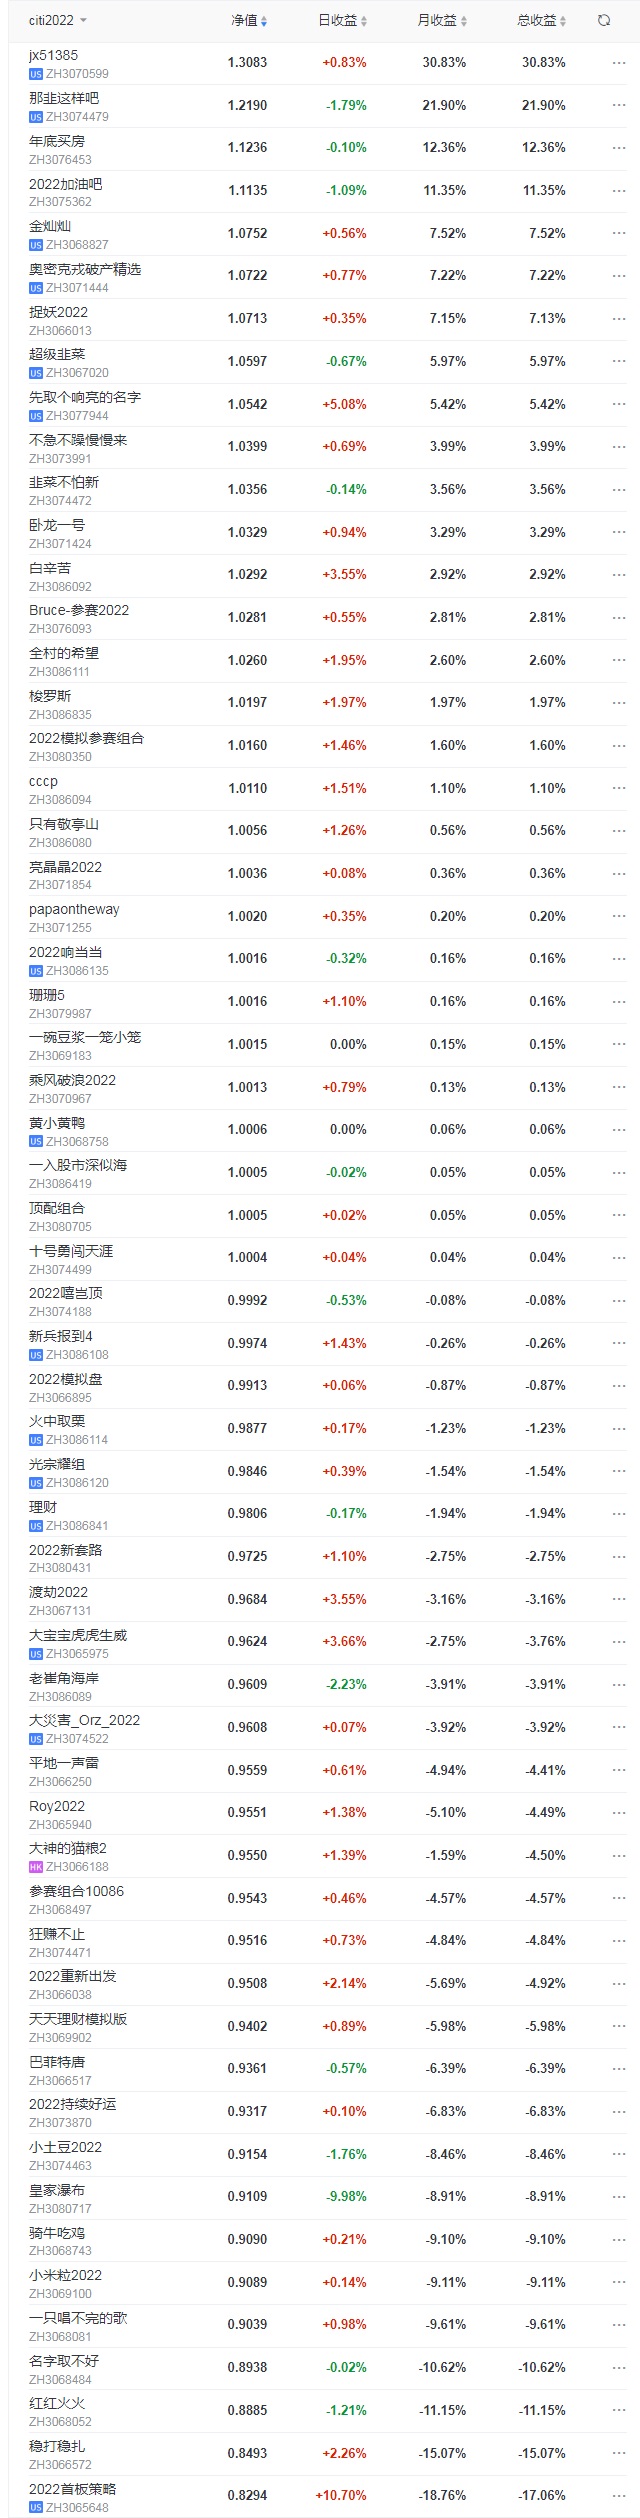 citi2022 净值 日收益 月收益 总收益
jx51385
1.3083 +0.83% 30.83% 30.83%
US ZH3070599
那韭这样吧
1.2190 -1.79% 21.90% 21.90%
US ZH3074479
年底买房
1.1236 -0.10% 12.36% 12.36%
ZH3076453
2022加油吧
1.1135 -1.09% 11.35% 11.35%
ZH3075362
金灿灿
1.0752 +0.56% 7.52% 7.52%
US ZH3068827
奥密克戎破产精选
1.0722 +0.77% 7.22% 7.22%
US ZH3071444
捉妖2022
1.0713 +0.35% 7.15% 7.13%
ZH3066013
超级韭菜
1.0597 -0.67% 5.97% 5.97%
US ZH3067020
先取个响亮的名字
1.0542 +5.08% 5.42% 5.42%
US ZH3077944
不急不躁慢慢来
1.0399 +0.69% 3.99% 3.99%
ZH3073991
韭菜不怕新
1.0356 -0.14% 3.56% 3.56%
ZH3074472
卧龙一号
1.0329 +0.94% 3.29% 3.29%
ZH3071424
白辛苦
1.0292 +3.55% 2.92% 2.92%
ZH3086092
Bruce-参赛2022
1.0281 +0.55% 2.81% 2.81%
ZH3076093
全村的希望
1.0260 +1.95% 2.60% 2.60%
ZH3086111
梭罗斯
1.0197 +1.97% 1.97% 1.97%
ZH3086835
2022模拟参赛组合
1.0160 +1.46% 1.60% 1.60%
ZH3080350
cccp
1.0110 +1.51% 1.10% 1.10%
ZH3086094
只有敬亭山
1.0056 +1.26% 0.56% 0.56%
ZH3086080
亮晶晶2022
1.0036 +0.08% 0.36% 0.36%
ZH3071854
papaontheway
1.0020 +0.35% 0.20% 0.20%
ZH3071255
2022响当当
1.0016 -0.32% 0.16% 0.16%
US ZH3086135
珊珊5
1.0016 +1.10% 0.16% 0.16%
ZH3079987
一碗豆浆一笼小笼
1.0015 0.00% 0.15% 0.15%
ZH3069183
乘风破浪2022
1.0013 +0.79% 0.13% 0.13%
ZH3070967
黄小黄鸭
1.0006 0.00% 0.06% 0.06%
US ZH3068758
一入股市深似海
1.0005 -0.02% 0.05% 0.05%
ZH3086419
顶配组合
1.0005 +0.02% 0.05% 0.05%
ZH3080705
十号勇闯天涯
1.0004 +0.04% 0.04% 0.04%
ZH3074499
2022嘻岂顶
0.9992 -0.53% -0.08% -0.08%
ZH3074188
新兵报到4
0.9974 +1.43% -0.26% -0.26%
US ZH3086108
2022模拟盘
0.9913 +0.06% -0.87% -0.87%
ZH3066895
火中取栗
0.9877 +0.17% -1.23% -1.23%
US ZH3086114
光宗耀组
0.9846 +0.39% -1.54% -1.54%
US ZH3086120
理财
0.9806 -0.17% -1.94% -1.94%
US ZH3086841
2022新套路
0.9725 +1.10% -2.75% -2.75%
ZH3080431
渡劫2022
0.9684 +3.55% -3.16% -3.16%
ZH3067131
大宝宝虎虎生威
0.9624 +3.66% -2.75% -3.76%
US ZH3065975
老崔角海岸
0.9609 -2.23% -3.91% -3.91%
ZH3086089
大災害_Orz_2022
0.9608 +0.07% -3.92% -3.92%
US ZH3074522
平地一声雷
0.9559 +0.61% -4.94% -4.41%
ZH3066250
Roy2022
0.9551 +1.38% -5.10% -4.49%
ZH3065940
大神的猫粮2
0.9550 +1.39% -1.59% -4.50%
HK ZH3066188
参赛组合10086
0.9543 +0.46% -4.57% -4.57%
ZH3068497
狂赚不止
0.9516 +0.73% -4.84% -4.84%
ZH3074471
2022重新出发
0.9508 +2.14% -5.69% -4.92%
ZH3066038
天天理财模拟版
0.9402 +0.89% -5.98% -5.98%
ZH3069902
巴菲特唐
0.9361 -0.57% -6.39% -6.39%
ZH3066517
2022持续好运
0.9317 +0.10% -6.83% -6.83%
ZH3073870
小土豆2022
0.9154 -1.76% -8.46% -8.46%
ZH3074463
皇家瀑布
0.9109 -9.98% -8.91% -8.91%
ZH3080717
骑牛吃鸡
0.9090 +0.21% -9.10% -9.10%
ZH3068743
小米粒2022
0.9089 +0.14% -9.11% -9.11%
ZH3069100
一只唱不完的歌
0.9039 +0.98% -9.61% -9.61%
ZH3068081
名字取不好
0.8938 -0.02% -10.62% -10.62%
ZH3068484
红红火火
0.8885 -1.21% -11.15% -11.15%
ZH3068052
稳打稳扎
0.8493 +2.26% -15.07% -15.07%
ZH3066572
2022首板策略
0.8294 +10.70% -18.76% -17.06%
US ZH3065648